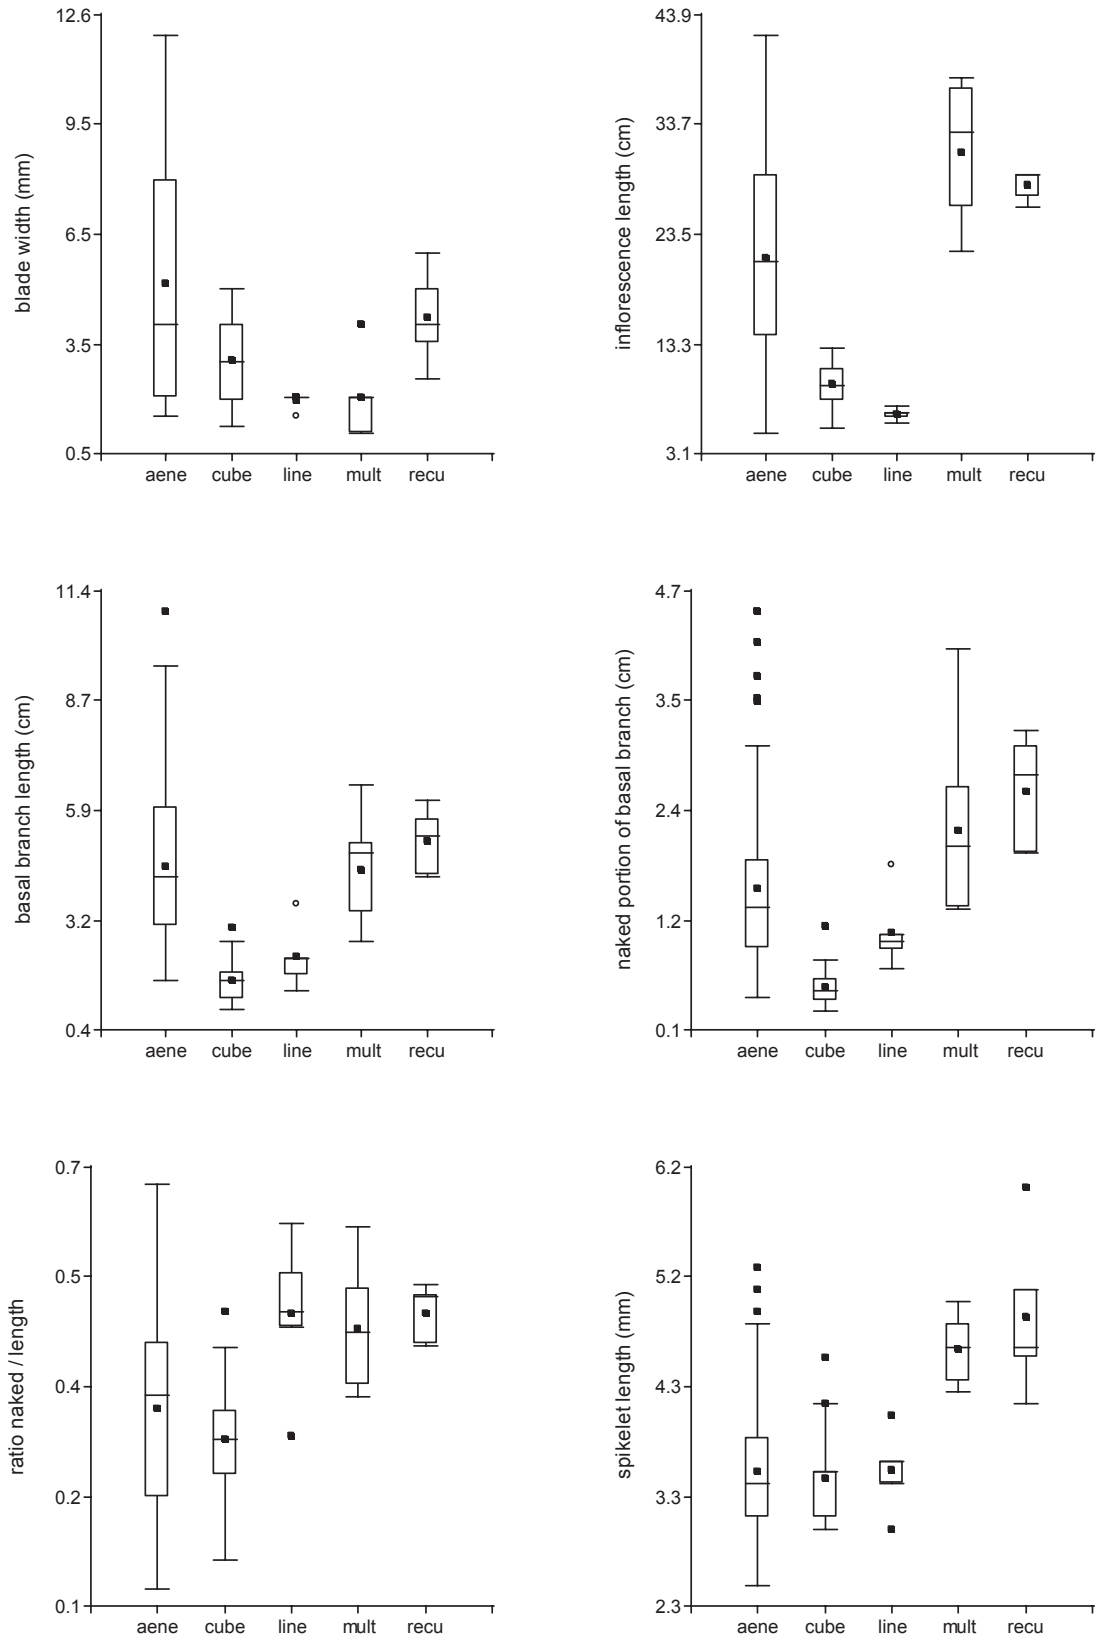 blade width (mm)
12.6
9.5
6.5
3.5
0.5
aene cube line mult recu
inflorescence length (cm)
43.9
33.7
23.5
13.3
3.1
aene cube line mult recu
basal branch length (cm)
11.4
8.7
5.9
3.2
0.4
aene cube line mult recu
naked portion of basal branch (cm)
4.7
3.5
2.4
1.2
0.1
aene cube line mult recu
ratio naked / length
0.7
0.5
0.4
0.2
0.1
aene cube line mult recu
spikelet length (mm)
6.2
5.2
4.3
3.3
2.3
aene cube line mult recu